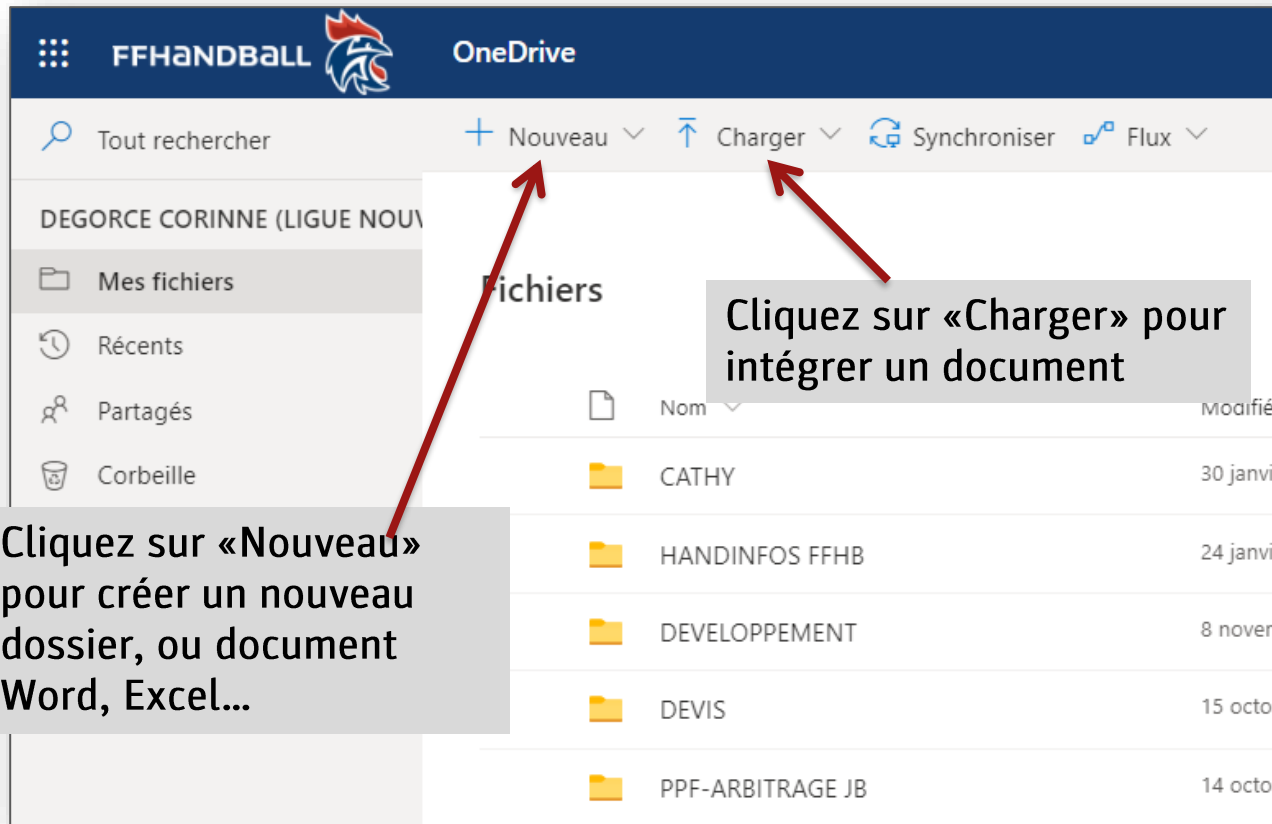 FFHANDBALL
OneDrive
Tout rechercher
Nouveau
Charger
Synchroniser
Flux
DEGORCE CORINNE (LIGUE NOUV
Mes fichiers
Récents
Partagés
Corbeille
Fichiers
Cliquez sur «Charger» pour
intégrer un document
Nom
Modifié
CATHY
30 janvi
HANDINFOS FFHB
24 janvi
DEVELOPPEMENT
8 nover
DEVIS
15 octo
PPF-ARBITRAGE JB
14 octo
Cliquez sur «Nouveau»
pour créer un nouveau
dossier, ou document
Word, Excel...